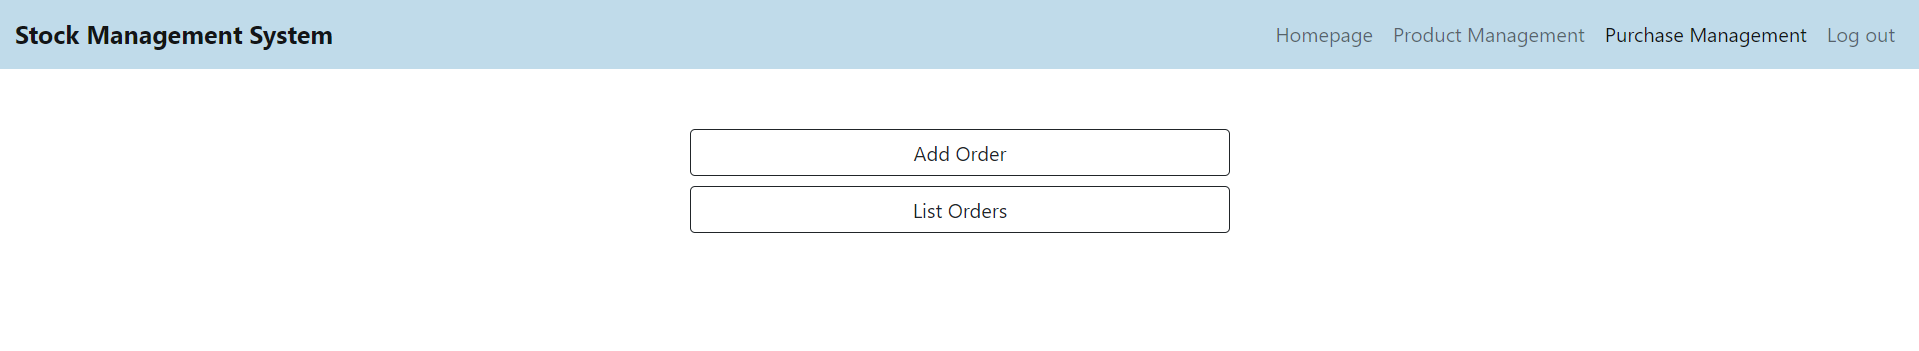 Stock Management System Homepage Product Management Purchase Management Log out
Add Order
List Orders